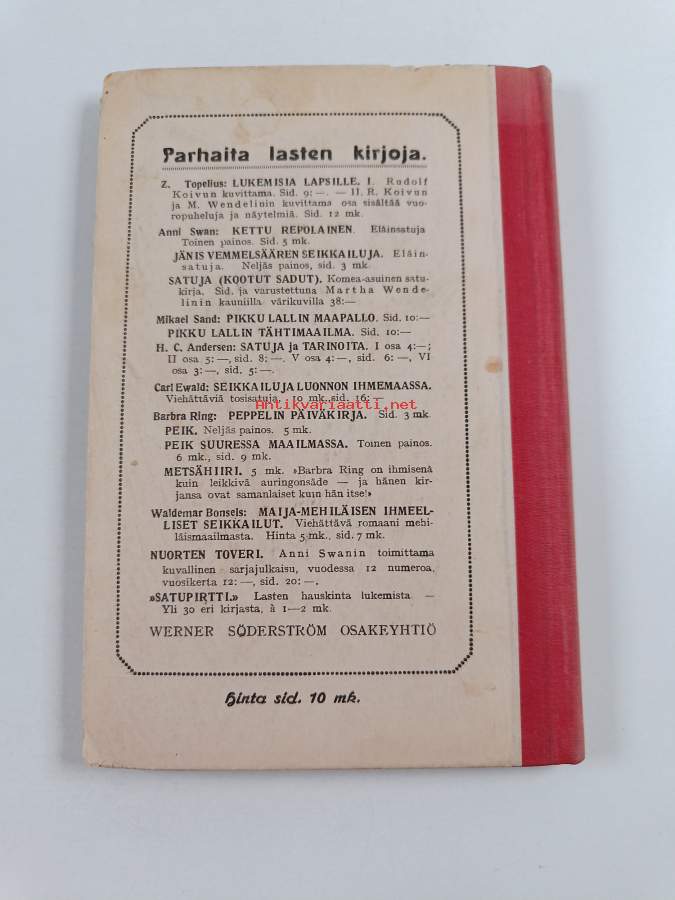 Parhaita lasten kirjoja.
Z. Topelius: LUKEMISIA LAPSILLE. I. Rudolf
Koivun kuvittama. Sid. 9: —. — II. R. Koivun
ja M. Wendelinin kuvittama osa sisältää vuo-
ropuheluja ja näytelmiä. Sid. 12 mk.
Anni Swan: KETTU REPOLAINEN. Eläinsatuja
Toinen painos. Sid. 5 mk.
JÄNIS VEMMELSÄÄREN SEIKKAILUJA. Eläin-
satuja. Neljäs painos, sid. 3 mk.
SATUJA (KOOTUT SADUT). Komea-asuinen satu-
kirja. Sid. ja varustettuna Martha Wende-
linin kauniilla värikuvilla 38:—
Mikael Sand: PIKKU LALLIN MAAPALLO. Sid. 10:—
PIKKU LALLIN TÄHTIMAAILMA. Sid. 10:—
H. C. Andersen: SATUJA ja TARINOITA. I osa 4:—;
II osa 5: —, sid. 8: —. V osa 4: —, sid. 6: —, VI
osa 3: —, sid. 5: —.
Carl Ewald: SEIKKAILUJA LUONNON IHMEMAASSA.
Viehättäviä tosisatuja. 10 mk. sid. 16: —
Antikvariaatti.net
Barbra Ring: PEPPELIN PÄIVÄKIRJA. Sid. 3 mk.
PEIK. Neljäs painos. 5 mk.
PEIK SUURESSA MAAILMASSA. Toinen painos.
6 mk., sid. 9 mk.
METSÄHIIRI. 5 mk. »Barbra Ring on ihmisenä
kuin leikkivä auringonsäde — ja hänen kir-
jansa ovat samanlaiset kuin hän itse!»
Waldemar Bonsels: MAIJA-MEHILÄISEN IHMEEL-
LISET SEIKKAILUT. Viehättävä romaani mehi-
läismaailmasta. Hinta 5 mk., sid. 7 mk.
NUORTEN TOVERI. Anni Swanin toimittama
kuvallinen sarjajulkaisu, vuodessa 12 numeroa,
vuosikerta 12: —, sid. 20: —.
»SATUPIRTTI.» Lasten hauskinta lukemista —
Yli 30 eri kirjasta, à 1—2 mk.
WERNER SÖDERSTRÖM OSAKEYHTIÖ
Hinta sid. 10 mk.